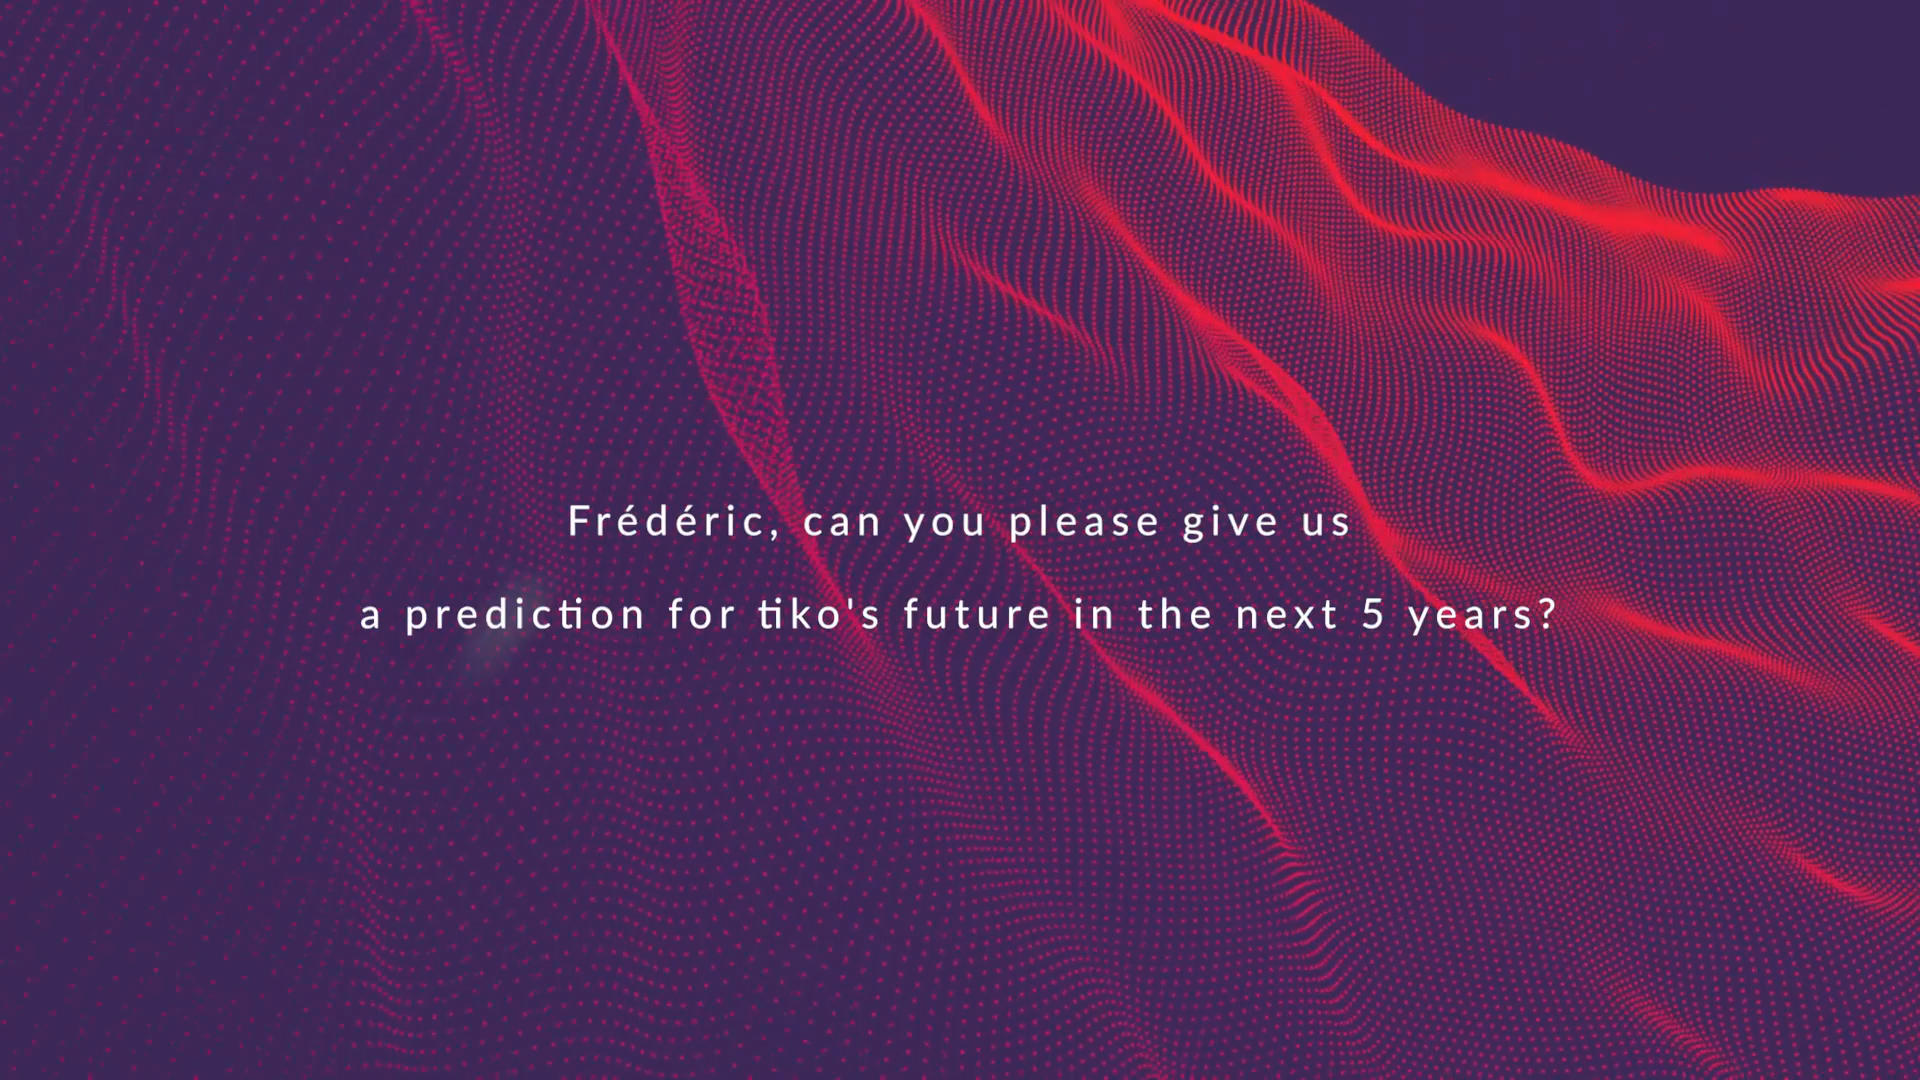 Frédéric, can you please give us
a prediction for tiko's future in the next 5 years?